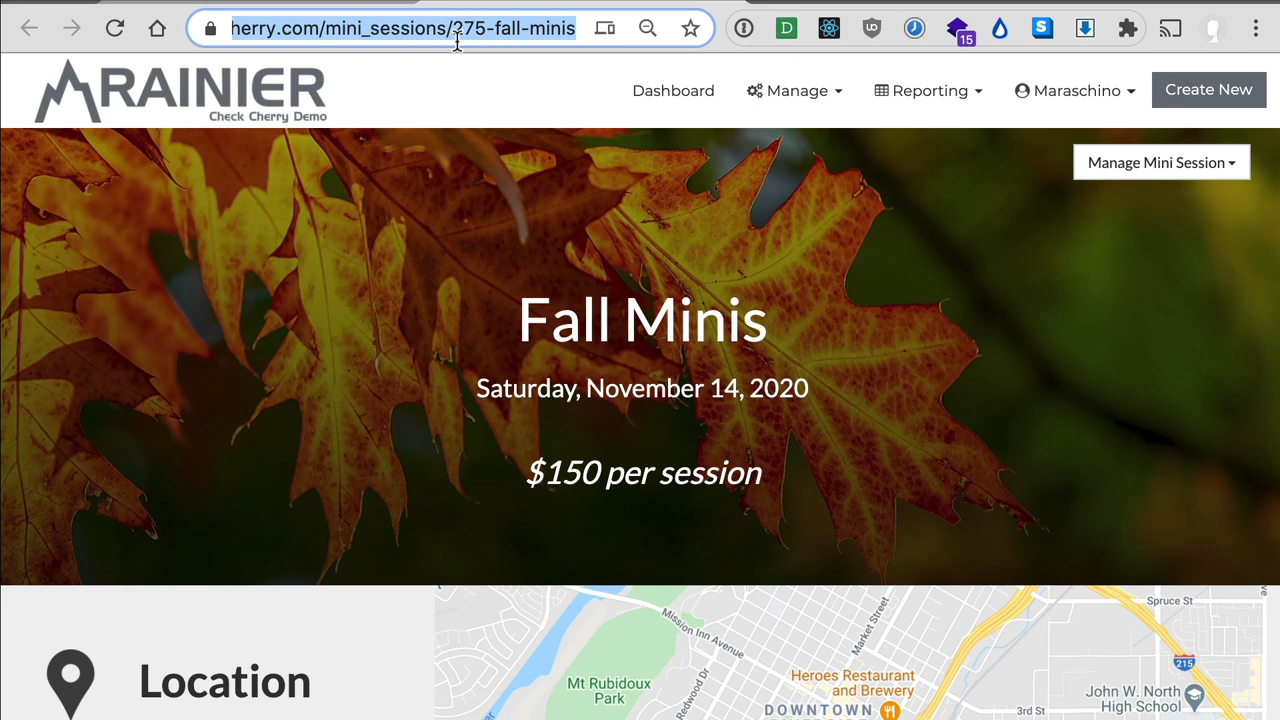 herry.com/mini_sessions/275-fall-minis
15
RAINIER
Check Cherry Demo
Dashboard
Manage
Reporting
Maraschino
Create New
Manage Mini Session
Fall Minis
Saturday, November 14, 2020
$150 per session
Location
Mission Inn Avenue
Market Street
Redwood Dr
Mt Rubidoux
Park
Heroes Restaurant
and Brewery
DOWNTOWN
3rd St
Spruce St
215
John W. North
High School